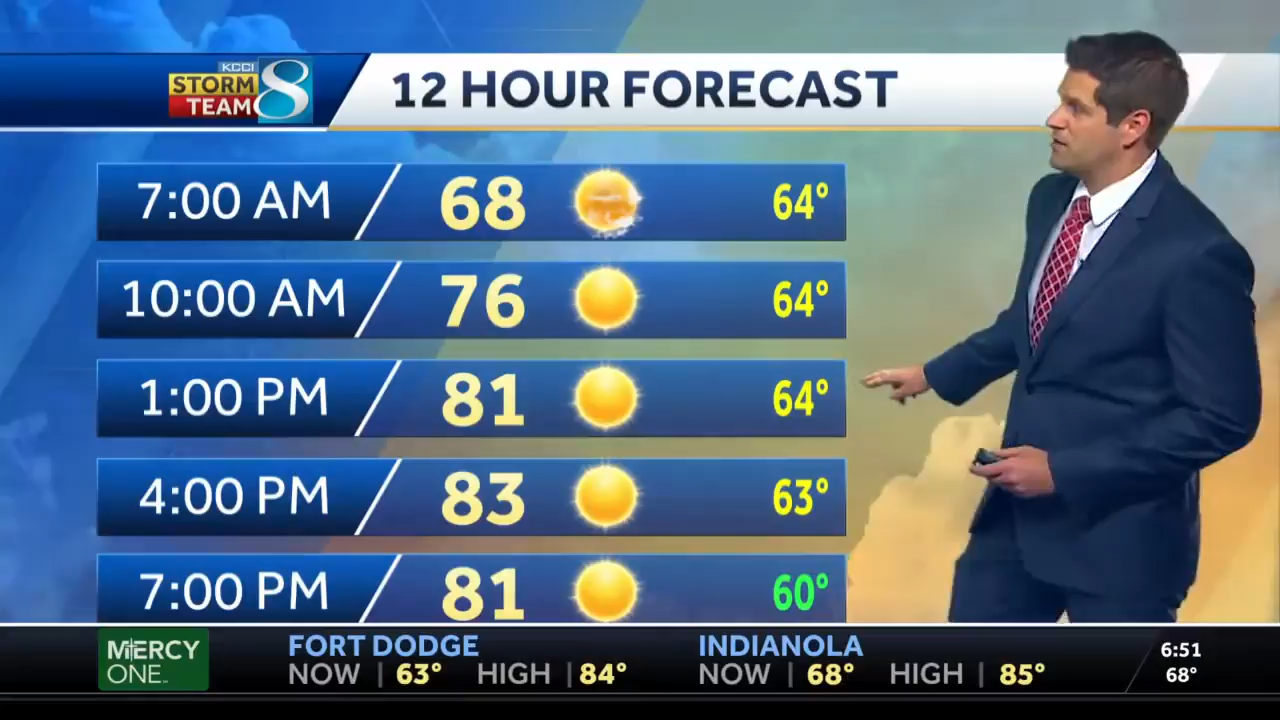 KCCI
STORM
TEAM 8
12 HOUR FORECAST
7:00 AM 68 64°
10:00 AM 76 64°
1:00 PM 81 64°
4:00 PM 83 63°
7:00 PM 81 60°
MERCY
ONE
FORT DODGE
NOW | 63° HIGH | 84°
INDIANOLA
NOW | 68° HIGH | 85°
6:51
68°